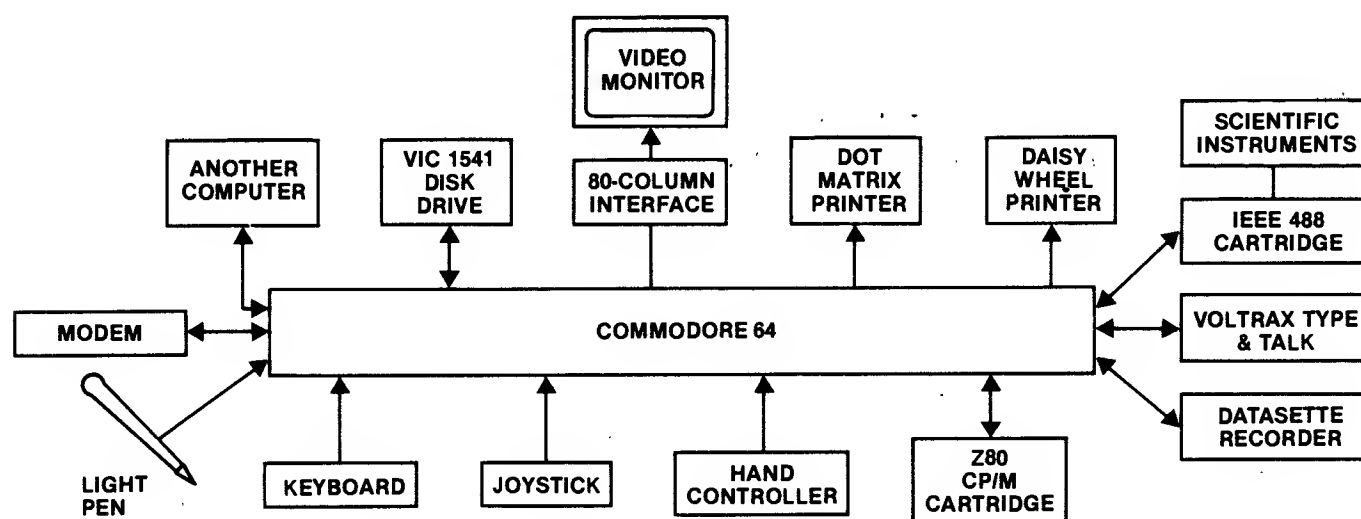 VIDEO
MONITOR
ANOTHER
COMPUTER
VIC 1541
DISK
DRIVE
80-COLUMN
INTERFACE
DOT
MATRIX
PRINTER
DAISY
WHEEL
PRINTER
SCIENTIFIC
INSTRUMENTS
IEEE 488
CARTRIDGE
MODEM
COMMODORE 64
VOLTRAX TYPE
& TALK
DATASETTE
RECORDER
LIGHT
PEN
KEYBOARD
JOYSTICK
HAND
CONTROLLER
Z80
CP/M
CARTRIDGE